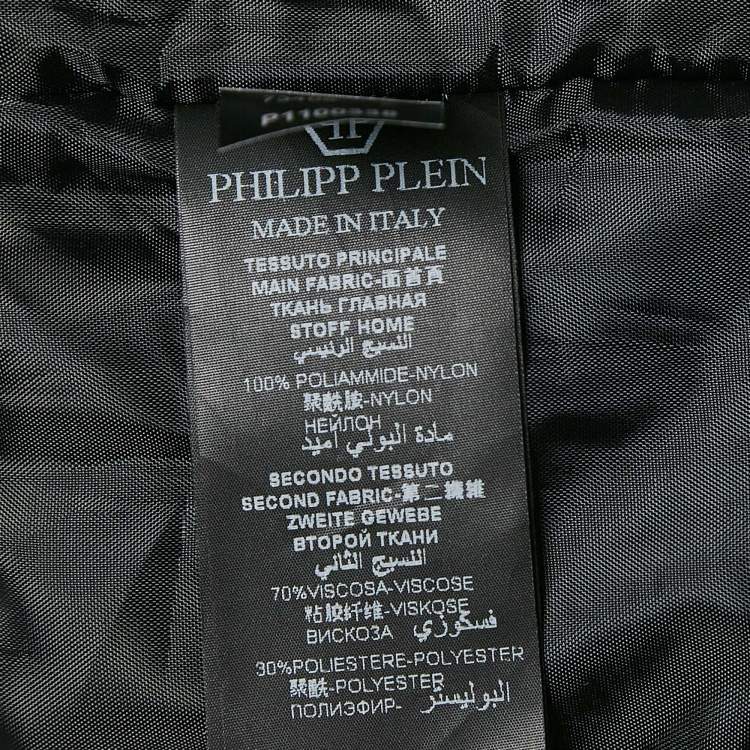 PHILIPP PLEIN
MADE IN ITALY
TESSUTO PRINCIPALE
MAIN FABRIC-面首頁
ТКАНЬ ГЛАВНАЯ
STOFF HOME
النسيج الرئيسي
100% POLIAMMIDE-NYLON
聚酰胺-NYLON
НЕЙЛОН
مادة البولي أميد
SECONDO TESSUTO
SECOND FABRIC-第二纖維
ZWEITE GEWEBE
ВТОРОЙ ТКАНИ
النسيج الثاني
70%VISCOSA-VISCOSE
粘胶纤维-VISKOSE
ВИСКОЗА فسكوزي
30%POLIESTERE-POLYESTER
聚酰-POLYESTER
ПОЛИЭФИР- البوليستر